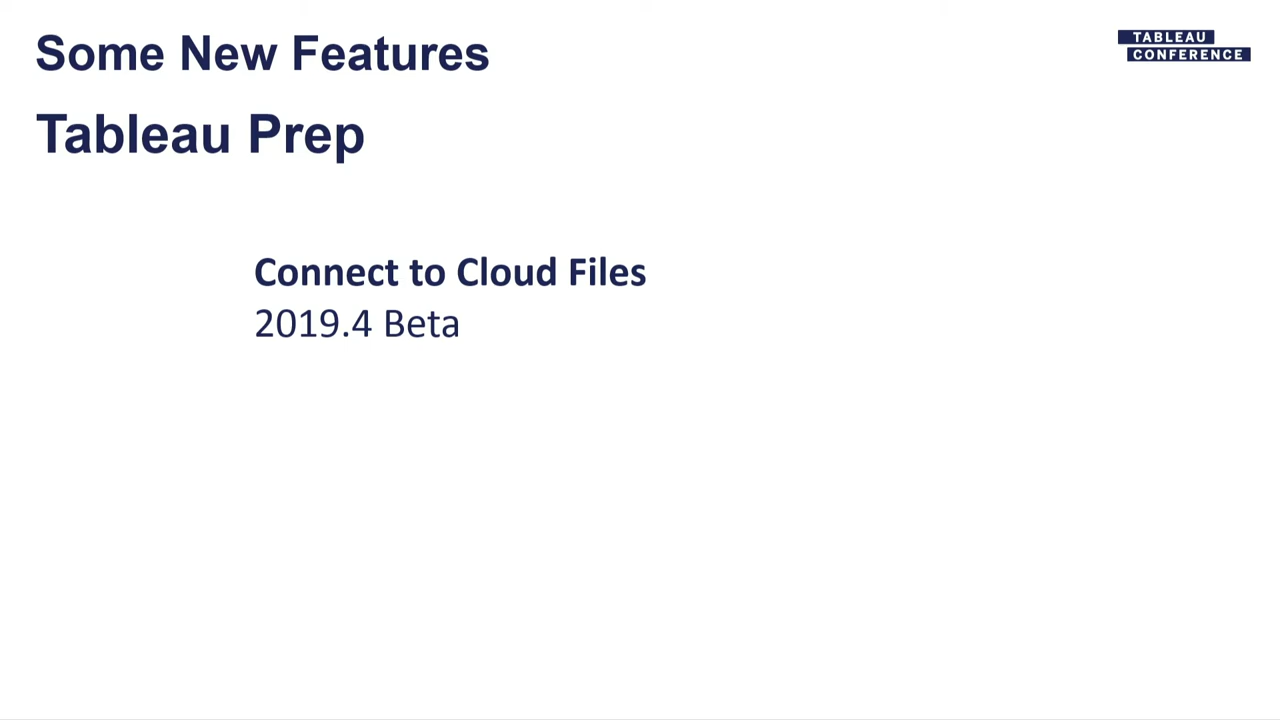 Some New Features
TABLEAU
CONFERENCE
Tableau Prep
Connect to Cloud Files
2019.4 Beta